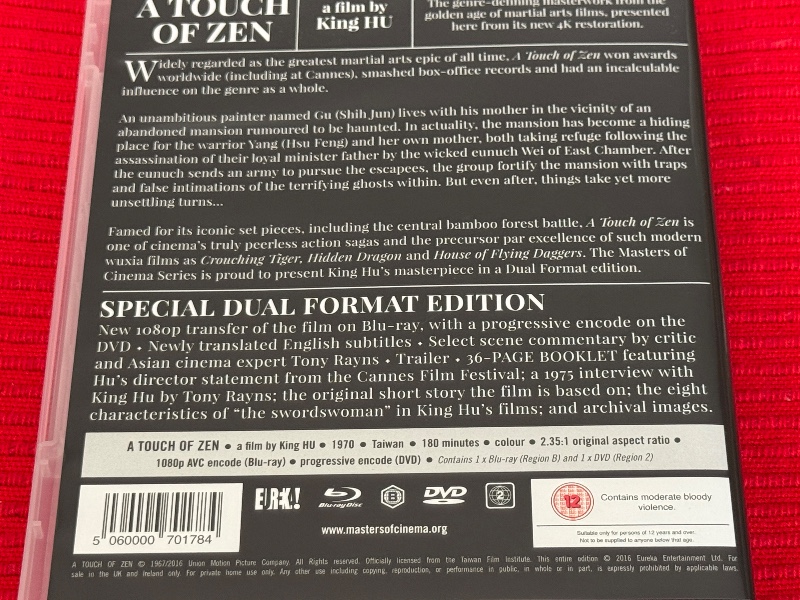 A TOUCH
OF ZEN
a film by
King HU
The genre-defining masterwork from the
golden age of martial arts films, presented
here from its new 4K restoration.
Widely regarded as the greatest martial arts epic of all time, A Touch of Zen won awards
worldwide (including at Cannes), smashed box-office records and had an incalculable
influence on the genre as a whole.
An unambitious painter named Gu (Shih Jun) lives with his mother in the vicinity of an
abandoned mansion rumoured to be haunted. In actuality, the mansion has become a hiding
place for the warrior Yang (Hsu Feng) and her own mother, both taking refuge following the
assassination of their loyal minister father by the wicked eunuch Wei of East Chamber. After
the eunuch sends an army to pursue the escapees, the group fortify the mansion with traps
and false intimations of the terrifying ghosts within. But even after, things take yet more
unsettling turns...
Famed for its iconic set pieces, including the central bamboo forest battle, A Touch of Zen is
one of cinema's truly peerless action sagas and the precursor par excellence of such modern
wuxia films as Crouching Tiger, Hidden Dragon and House of Flying Daggers. The Masters of
Cinema Series is proud to present King Hu's masterpiece in a Dual Format edition.
SPECIAL DUAL FORMAT EDITION
New 1080p transfer of the film on Blu-ray, with a progressive encode on the
DVD • Newly translated English subtitles • Select scene commentary by critic
and Asian cinema expert Tony Rayns • Trailer • 36-PAGE BOOKLET featuring
Hu's director statement from the Cannes Film Festival; a 1975 interview with
King Hu by Tony Rayns; the original short story the film is based on; the eight
characteristics of “the swordswoman” in King Hu's films; and archival images.
A TOUCH OF ZEN • a film by King HU • 1970 • Taiwan • 180 minutes • colour • 2.35:1 original aspect ratio •
1080p AVC encode (Blu-ray) • progressive encode (DVD) • Contains 1 x Blu-ray (Region B) and 1 x DVD (Region 2)
5 060000 701784
EUREKA!
Blu-ray Disc
B
DVD
VIDEO
2
12
Contains moderate bloody
violence.
Suitable only for persons of 12 years and over.
Not to be supplied to anyone below that age.
www.mastersofcinema.org
A TOUCH OF ZEN © 1967/2016 Union Motion Picture Company. All Rights Reserved. Officially licensed from the Taiwan Film Institute. This entire edition © 2016 Eureka Entertainment Ltd. For
sale in the UK and Ireland only. For private home use only. Any other use including copying, reproduction, or performance in public, in whole or in part, is expressly prohibited by applicable laws.